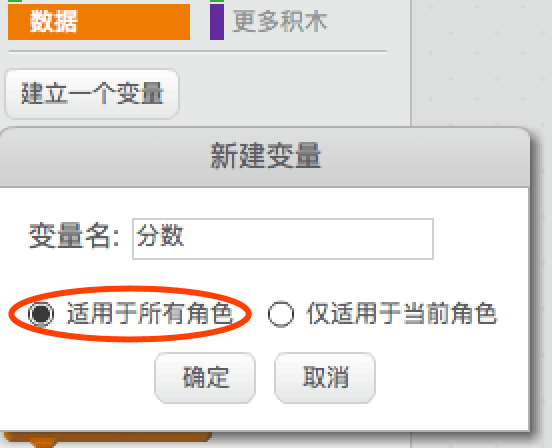 数据 更多积木
建立一个变量
新建变量
变量名: 分数
适用于所有角色 仅适用于当前角色
确定 取消